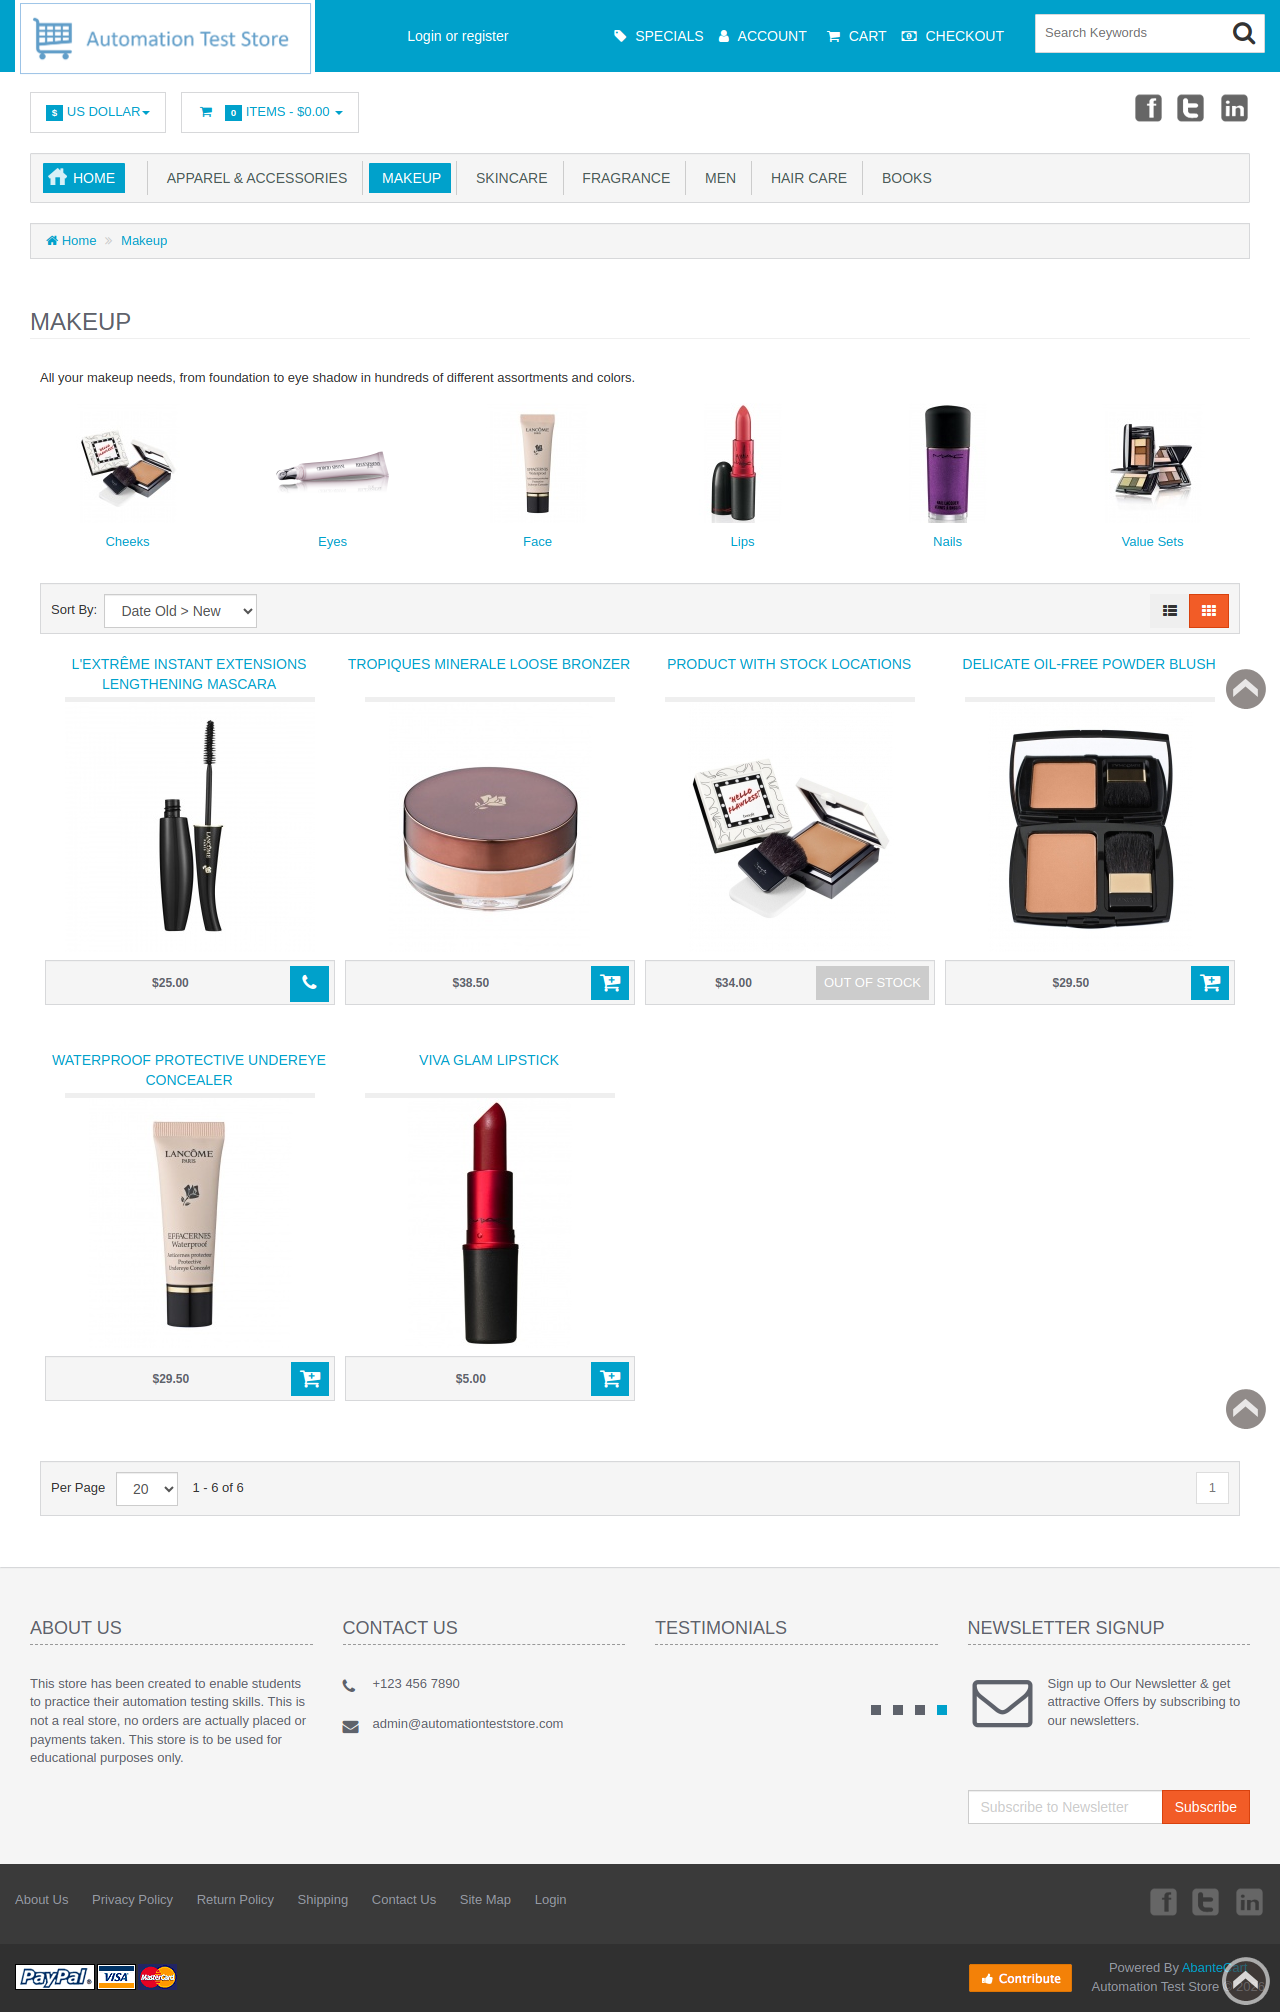 Automation Test Store
Login or register
SPECIALS
ACCOUNT
CART
CHECKOUT
Search Keywords
$ US DOLLAR
0 ITEMS - $0.00
HOME
APPAREL & ACCESSORIES
MAKEUP
SKINCARE
FRAGRANCE
MEN
HAIR CARE
BOOKS
Home
Makeup
MAKEUP
All your makeup needs, from foundation to eye shadow in hundreds of different assortments and colors.
Cheeks
Eyes
Face
Lips
Nails
Value Sets
Sort By:
Date Old > New
L'EXTRÊME INSTANT EXTENSIONS
LENGTHENING MASCARA
TROPIQUES MINERALE LOOSE BRONZER
PRODUCT WITH STOCK LOCATIONS
DELICATE OIL-FREE POWDER BLUSH
"HELLO
FLAWLESS!"
$25.00
$38.50
$34.00
OUT OF STOCK
$29.50
WATERPROOF PROTECTIVE UNDEREYE
CONCEALER
VIVA GLAM LIPSTICK
LANCÔME
PARIS
EFFACERNES
Waterproof
Anticernes protecteur
Protective
Undereye Concealer
$29.50
$5.00
Per Page
20
1 - 6 of 6
1
ABOUT US
This store has been created to enable students
to practice their automation testing skills. This is
not a real store, no orders are actually placed or
payments taken. This store is to be used for
educational purposes only.
CONTACT US
+123 456 7890
admin@automationteststore.com
TESTIMONIALS
NEWSLETTER SIGNUP
Sign up to Our Newsletter & get
attractive Offers by subscribing to
our newsletters.
Subscribe to Newsletter
Subscribe
About Us
Privacy Policy
Return Policy
Shipping
Contact Us
Site Map
Login
PayPal
VISA
MasterCard
Contribute
Powered By AbanteCart
Automation Test Store